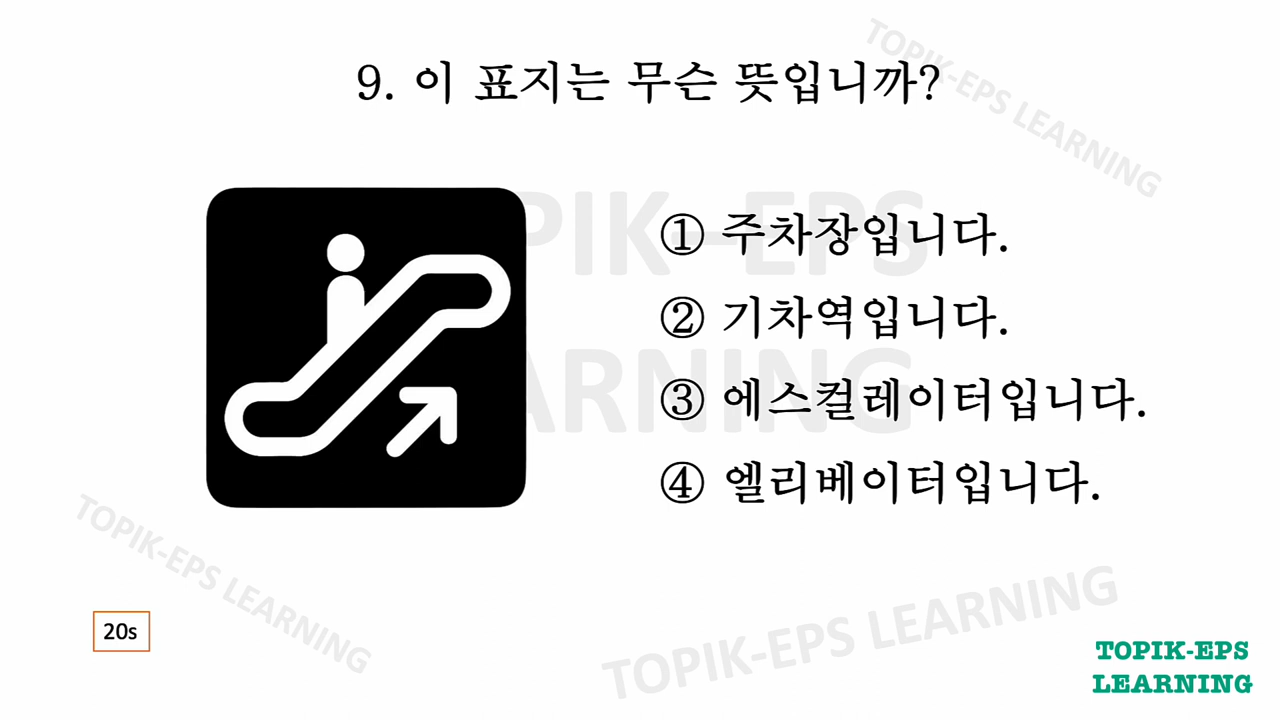 TOPIK-EPS LEARNING
9. 이 표지는 무슨 뜻입니까?
TOPIK-EPS
LEARNING
① 주차장입니다.
② 기차역입니다.
③ 에스컬레이터입니다.
④ 엘리베이터입니다.
TOPIK-EPS LEARNING
TOPIK-EPS LEARNING
20s
TOPIK-EPS
LEARNING